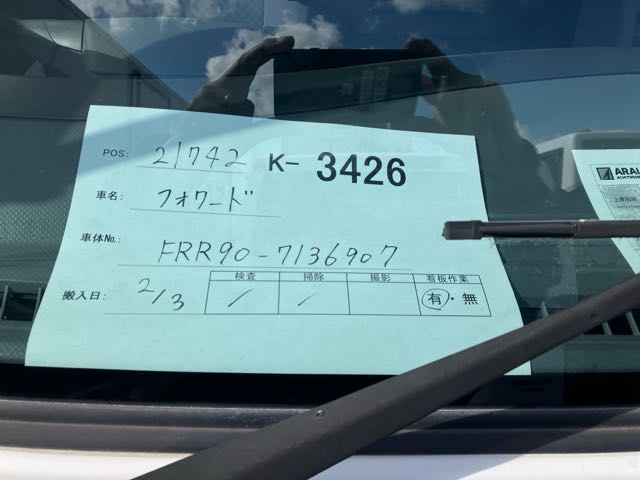 POS: 21742 K-3426
車名: フォワード
車体No.: FRR90-7136907
検査 掃除 撮影 看板作業
搬入日: 2/3 / / 有・無
ARAI
AUCTION